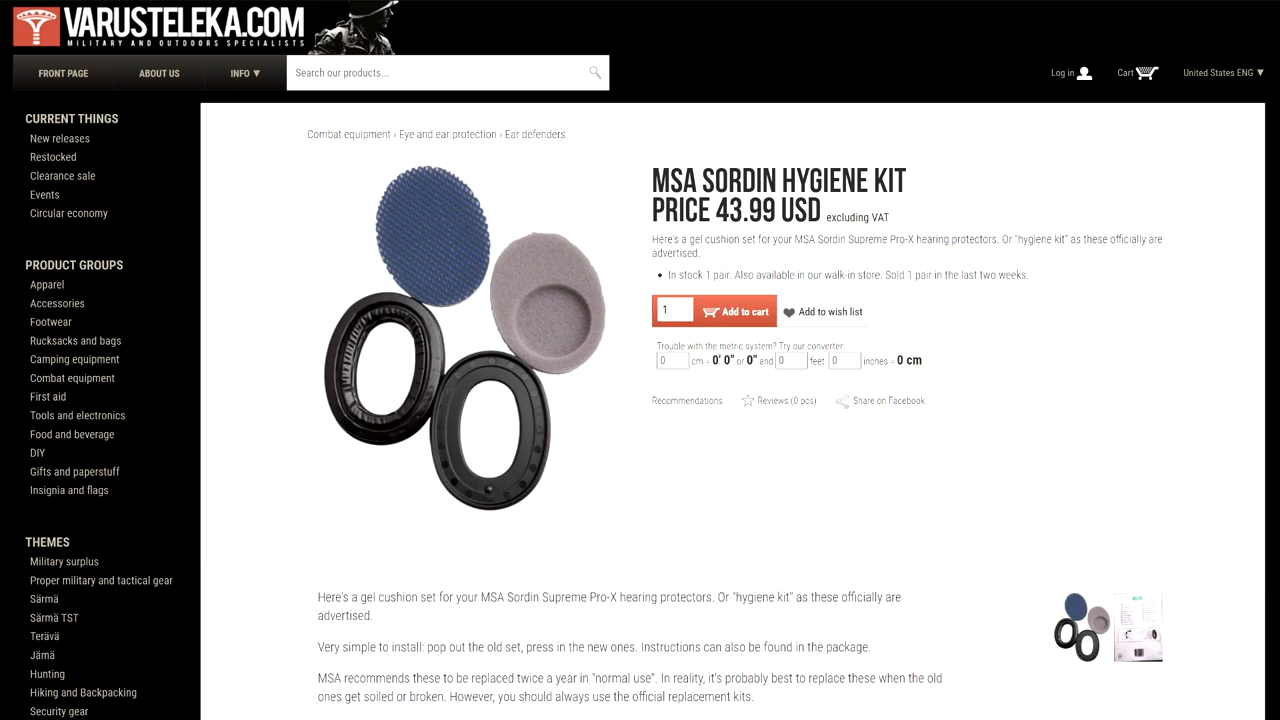 VARUSTELEKA.COM
MILITARY AND OUTDOORS SPECIALISTS
FRONT PAGE
ABOUT US
INFO ▼
Search our products...
Log in
Cart
United States ENG ▼
CURRENT THINGS
New releases
Restocked
Clearance sale
Events
Circular economy
PRODUCT GROUPS
Apparel
Accessories
Footwear
Rucksacks and bags
Camping equipment
Combat equipment
First aid
Tools and electronics
Food and beverage
DIY
Gifts and paperstuff
Insignia and flags
THEMES
Military surplus
Proper military and tactical gear
Särmä
Särmä TST
Terävä
Jämä
Hunting
Hiking and Backpacking
Security gear
Combat equipment › Eye and ear protection › Ear defenders
MSA SORDIN HYGIENE KIT
PRICE 43.99 USD excluding VAT
Here's a gel cushion set for your MSA Sordin Supreme Pro-X hearing protectors. Or "hygiene kit" as these officially are
advertised.
• In stock 1 pair. Also available in our walk-in store. Sold 1 pair in the last two weeks.
1 Add to cart Add to wish list
Trouble with the metric system? Try our converter:
0 cm = 0' 0" or 0" and 0 feet 0 inches = 0 cm
Recommendations Reviews (0 pcs) Share on Facebook
Here's a gel cushion set for your MSA Sordin Supreme Pro-X hearing protectors. Or "hygiene kit" as these officially are
advertised.
Very simple to install: pop out the old set, press in the new ones. Instructions can also be found in the package.
MSA recommends these to be replaced twice a year in "normal use". In reality, it's probably best to replace these when the old
ones get soiled or broken. However, you should always use the official replacement kits.